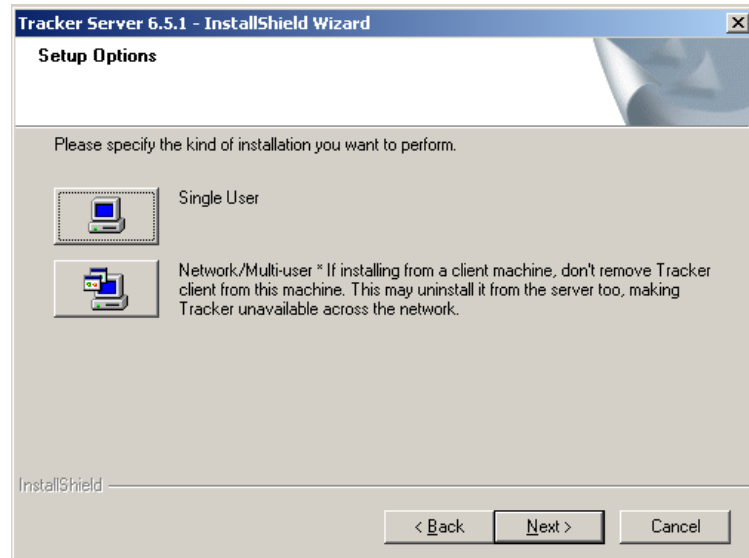 Tracker Server 6.5.1 - InstallShield Wizard
Setup Options
Please specify the kind of installation you want to perform.
Single User
Network/Multi-user * If installing from a client machine, don't remove Tracker
client from this machine. This may uninstall it from the server too, making
Tracker unavailable across the network.
InstallShield
< Back
Next >
Cancel